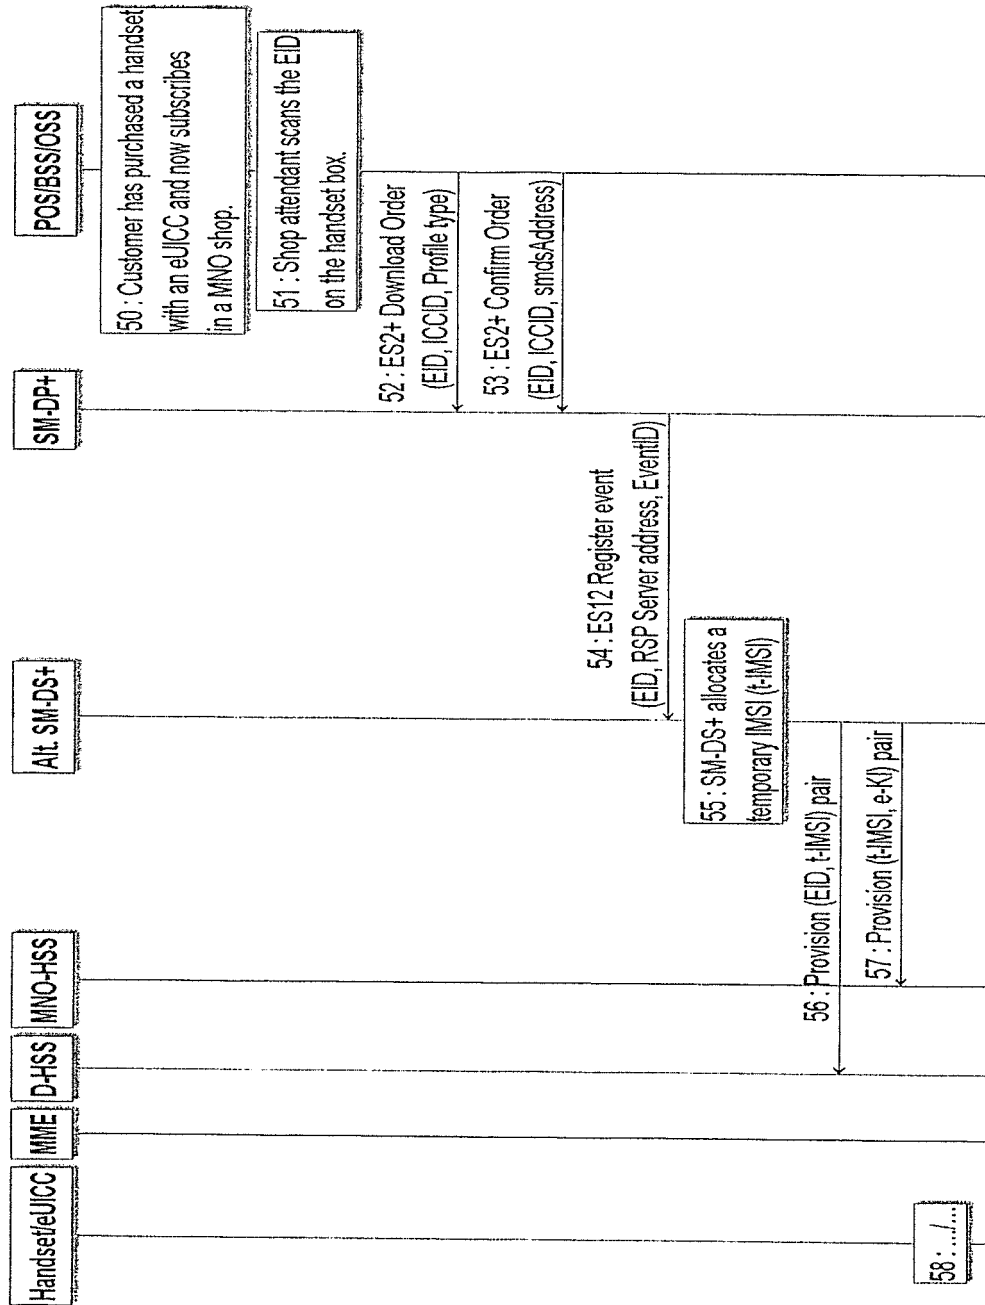 Handset/eUICC
MME
D-HSS
MNO-HSS
Alt. SM-DS+
SM-DP+
POS/BSS/OSS
50 : Customer has purchased a handset
with an eUICC and now subscribes
in a MNO shop.
51 : Shop attendant scans the EID
on the handset box.
52 : ES2+ Download Order
(EID, ICCID, Profile type)
53 : ES2+ Confirm Order
(EID, ICCID, smdsAddress)
54 : ES12 Register event
(EID, RSP Server address, EventID)
55 : SM-DS+ allocates a
temporary IMSI (t-IMSI)
56 : Provision (EID, t-IMSI) pair
57 : Provision (t-IMSI, e-KI) pair
58 : .../...